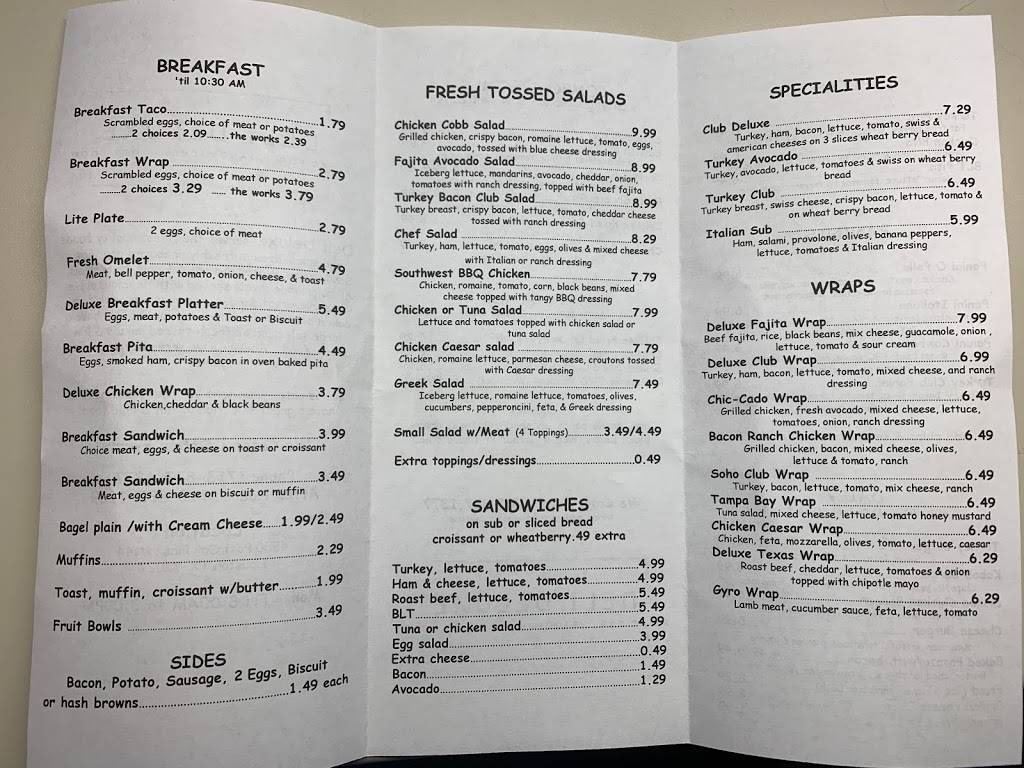 BREAKFAST
'til 10:30 AM
Breakfast Taco 1.79
Scrambled eggs, choice of meat or potatoes
2 choices 2.09 the works 2.39
Breakfast Wrap 2.79
Scrambled eggs, choice of meat or potatoes
2 choices 3.29 the works 3.79
Lite Plate 2.79
2 eggs, choice of meat
Fresh Omelet 4.79
Meat, bell pepper, tomato, onion, cheese, & toast
Deluxe Breakfast Platter 5.49
Eggs, meat, potatoes & Toast or Biscuit
Breakfast Pita 4.49
Eggs, smoked ham, crispy bacon in oven baked pita
Deluxe Chicken Wrap 3.79
Chicken,cheddar & black beans
Breakfast Sandwich 3.99
Choice meat, eggs, & cheese on toast or croissant
Breakfast Sandwich 3.49
Meat, eggs & cheese on biscuit or muffin
Bagel plain /with Cream Cheese 1.99/2.49
Muffins 2.29
Toast, muffin, croissant w/butter 1.99
Fruit Bowls 3.49
SIDES
Bacon, Potato, Sausage, 2 Eggs, Biscuit
or hash browns 1.49 each
FRESH TOSSED SALADS
Chicken Cobb Salad 9.99
Grilled chicken, crispy bacon, romaine lettuce, tomato, eggs,
avocado, tossed with blue cheese dressing
Fajita Avocado Salad 8.99
Iceberg lettuce, mandarins, avocado, cheddar, onion,
tomatoes with ranch dressing, topped with beef fajita
Turkey Bacon Club Salad 8.99
Turkey breast, crispy bacon, lettuce, tomato, cheddar cheese
tossed with ranch dressing
Chef Salad 8.29
Turkey, ham, lettuce, tomato, eggs, olives & mixed cheese
with Italian or ranch dressing
Southwest BBQ Chicken 7.79
Chicken, romaine, tomato, corn, black beans, mixed
cheese topped with tangy BBQ dressing
Chicken or Tuna Salad 7.99
Lettuce and tomatoes topped with chicken salad or
tuna salad
Chicken Caesar salad 7.79
Chicken, romaine lettuce, parmesan cheese, croutons tossed
with Caesar dressing
Greek Salad 7.49
Iceberg lettuce, romaine lettuce, tomatoes, olives,
cucumbers, pepperoncini, feta, & Greek dressing
Small Salad w/Meat (4 Toppings) 3.49/4.49
Extra toppings/dressings 0.49
SANDWICHES
on sub or sliced bread
croissant or wheatberry.49 extra
Turkey, lettuce, tomatoes 4.99
Ham & cheese, lettuce, tomatoes 4.99
Roast beef, lettuce, tomatoes 5.49
BLT 5.49
Tuna or chicken salad 4.99
Egg salad 3.99
Extra cheese 0.49
Bacon 1.49
Avocado 1.29
SPECIALITIES
Club Deluxe 7.29
Turkey, ham, bacon, lettuce, tomato, swiss &
american cheeses on 3 slices wheat berry bread
Turkey Avocado 6.49
Turkey, avocado, lettuce, tomatoes & swiss on wheat berry
bread
Turkey Club 6.49
Turkey breast, swiss cheese, crispy bacon, lettuce, tomato &
on wheat berry bread
Italian Sub 5.99
Ham, salami, provolone, olives, banana peppers,
lettuce, tomatoes & Italian dressing
WRAPS
Deluxe Fajita Wrap 7.99
Beef fajita, rice, black beans, mix cheese, guacamole, onion ,
lettuce, tomato & sour cream
Deluxe Club Wrap 6.99
Turkey, ham, bacon, lettuce, tomato, mixed cheese, and ranch
dressing
Chic-Cado Wrap 6.49
Grilled chicken, fresh avocado, mixed cheese, lettuce,
tomatoes, onion, ranch dressing
Bacon Ranch Chicken Wrap 6.49
Grilled chicken, bacon, mixed cheese, olives,
lettuce & tomato, ranch
Soho Club Wrap 6.49
Turkey, bacon, lettuce, tomato, mix cheese, ranch
Tampa Bay Wrap 6.49
Tuna salad, mixed cheese, lettuce, tomato honey mustard
Chicken Caesar Wrap 6.49
Chicken, feta, mozzarella, olives, tomato, lettuce, caesar
Deluxe Texas Wrap 6.29
Roast beef, cheddar, lettuce, tomatoes & onion
topped with chipotle mayo
Gyro Wrap 6.29
Lamb meat, cucumber sauce, feta, lettuce, tomato